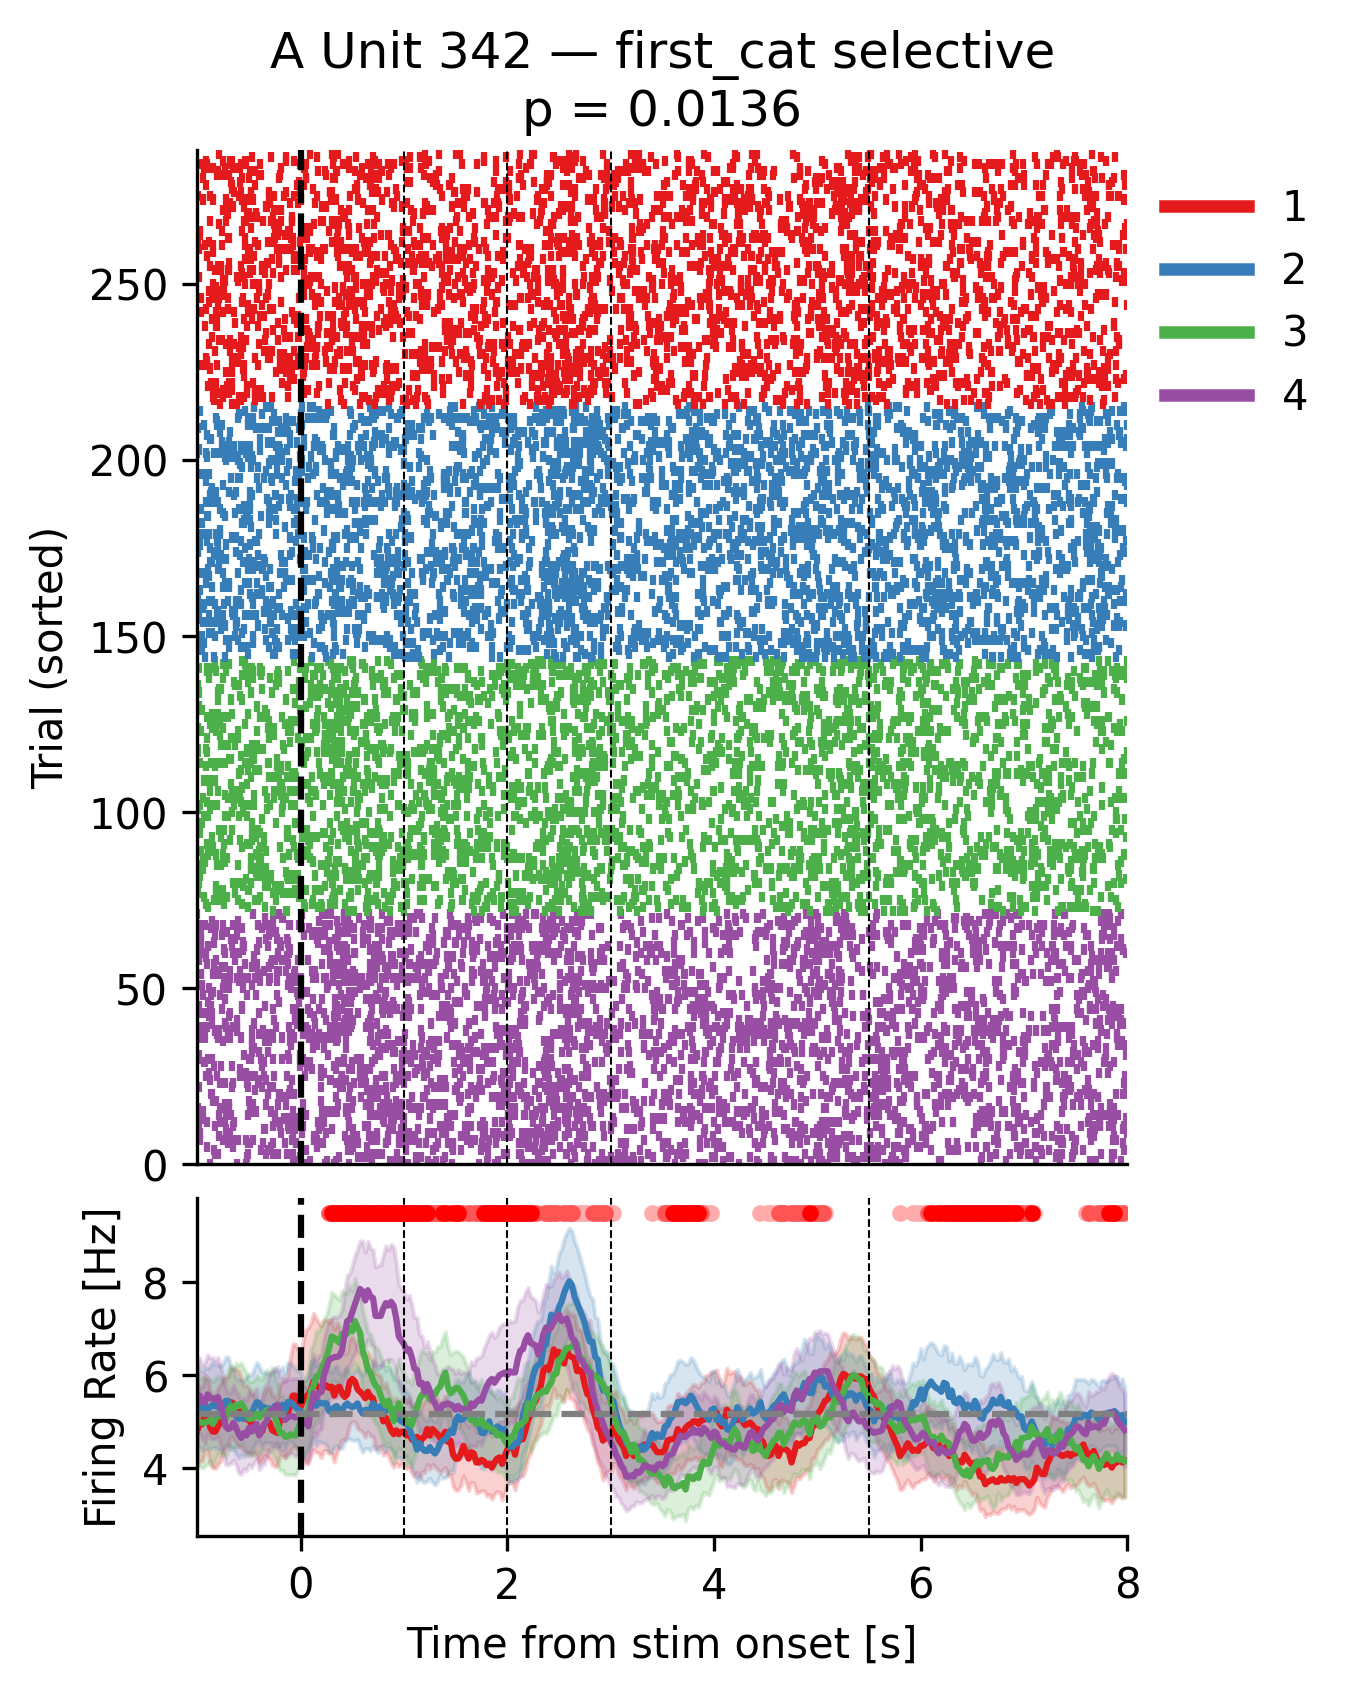 A Unit 342 — first_cat selective
p = 0.0136
1
2
3
4
250
200
150
100
50
0
Trial (sorted)
8
6
4
Firing Rate [Hz]
0 2 4 6 8
Time from stim onset [s]